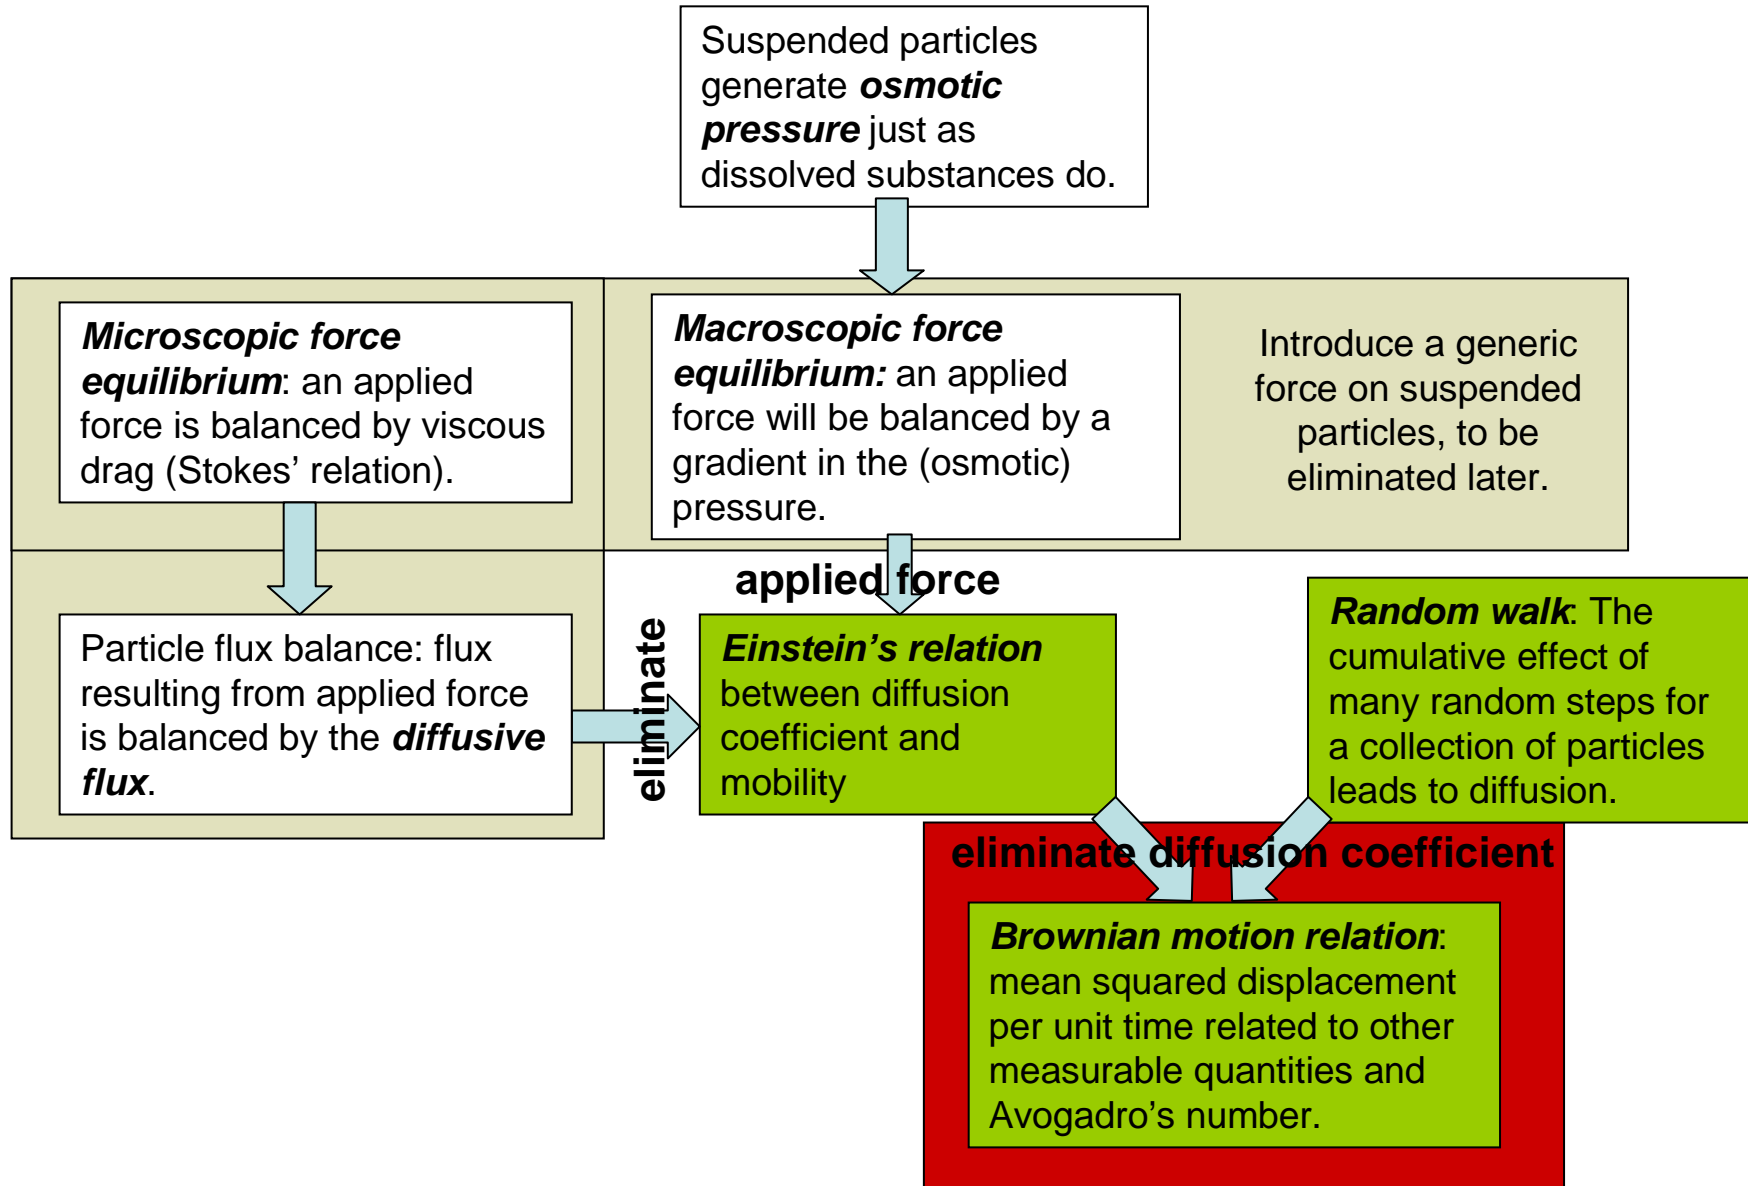 Suspended particles
generate osmotic
pressure just as
dissolved substances do.
Microscopic force
equilibrium: an applied
force is balanced by viscous
drag (Stokes’ relation).
Macroscopic force
equilibrium: an applied
force will be balanced by a
gradient in the (osmotic)
pressure.
Introduce a generic
force on suspended
particles, to be
eliminated later.
Particle flux balance: flux
resulting from applied force
is balanced by the diffusive
flux.
eliminate
applied force
Einstein’s relation
between diffusion
coefficient and
mobility
Random walk: The
cumulative effect of
many random steps for
a collection of particles
leads to diffusion.
eliminate diffusion coefficient
Brownian motion relation:
mean squared displacement
per unit time related to other
measurable quantities and
Avogadro’s number.